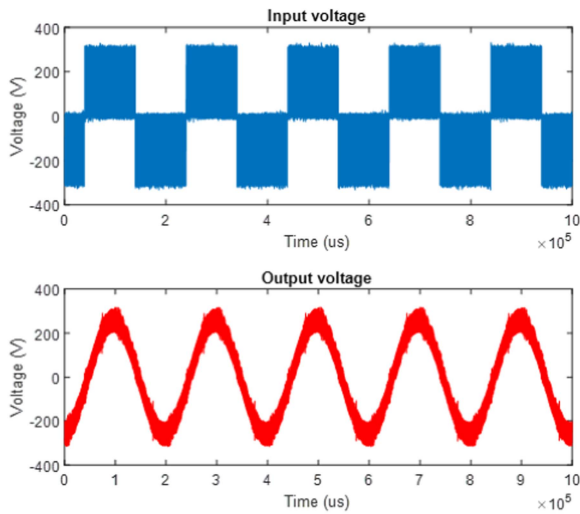 Input voltage
400
200
0
-200
-400
Voltage (V)
0 2 4 6 8 10
Time (us)
×10^5
Output voltage
400
200
0
-200
-400
Voltage (V)
0 1 2 3 4 5 6 7 8 9 10
Time (us)
×10^5